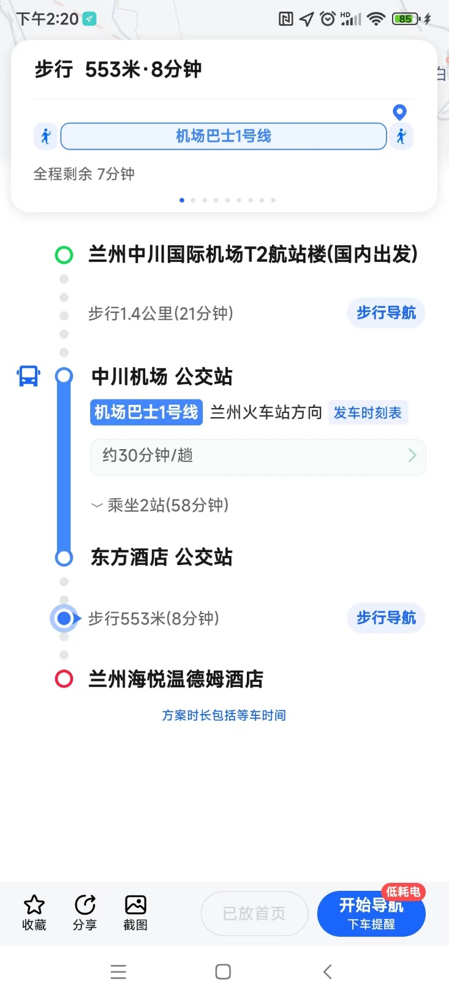 下午2:20
HD
85
白
步行 553米·8分钟
机场巴士1号线
全程剩余 7分钟
兰州中川国际机场T2航站楼(国内出发)
步行1.4公里(21分钟)
步行导航
中川机场 公交站
机场巴士1号线 兰州火车站方向 发车时刻表
约30分钟/趟
乘坐2站(58分钟)
东方酒店 公交站
步行553米(8分钟)
步行导航
兰州海悦温德姆酒店
方案时长包括等车时间
收藏
分享
截图
已放首页
低耗电
开始导航
下车提醒